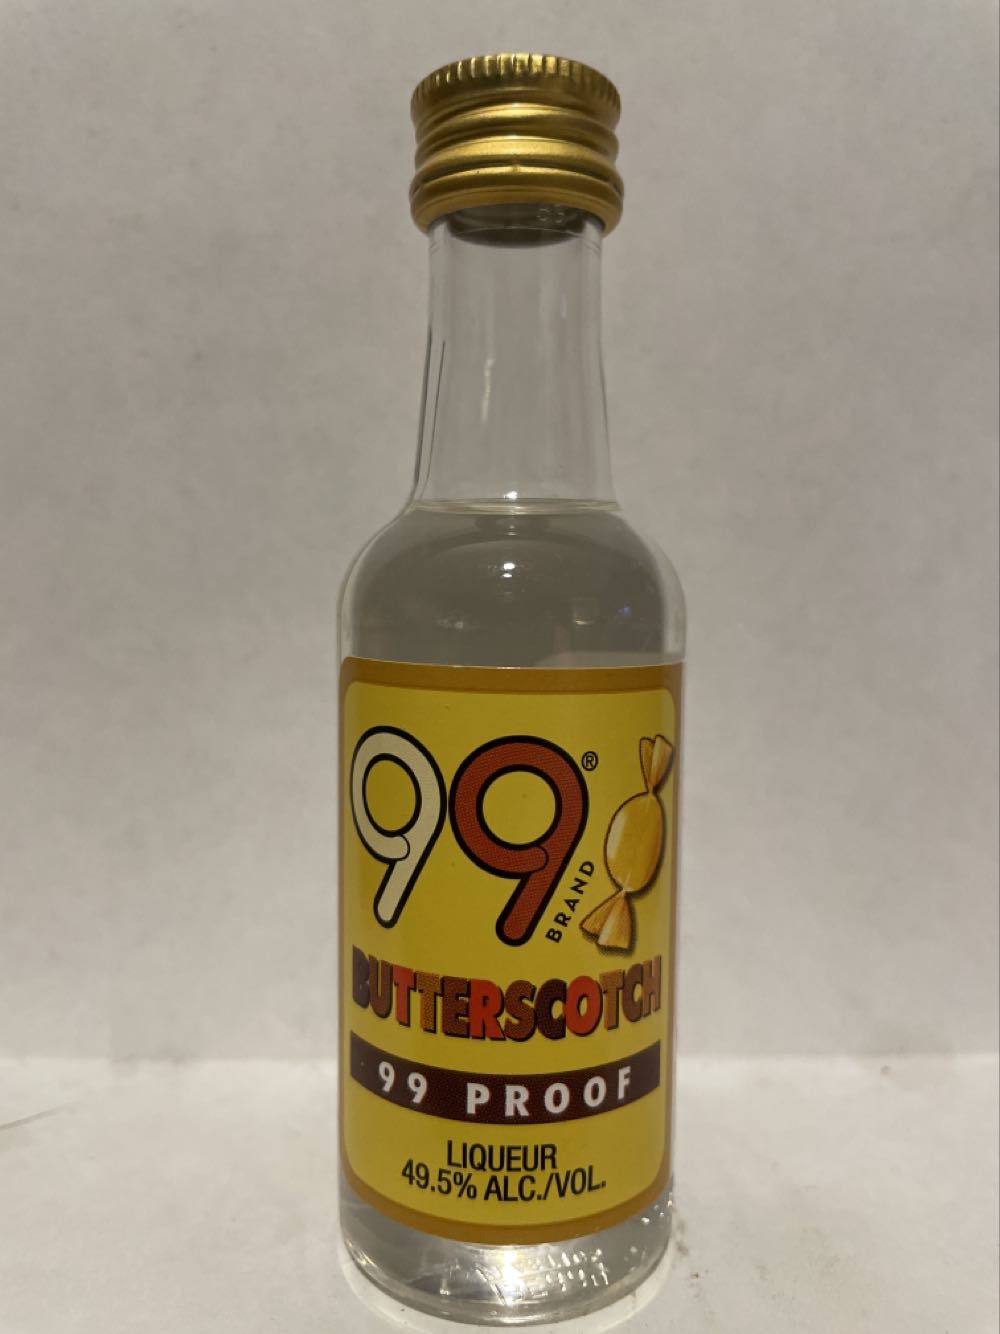 99®
BRAND
BUTTERSCOTCH
99 PROOF
LIQUEUR
49.5% ALC./VOL.